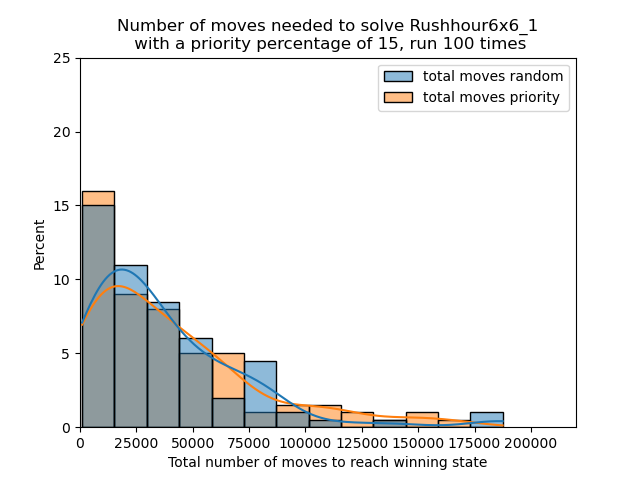 Number of moves needed to solve Rushhour6x6_1
with a priority percentage of 15, run 100 times
total moves random
total moves priority
Percent
25
20
15
10
5
0
0 25000 50000 75000 100000 125000 150000 175000 200000
Total number of moves to reach winning state